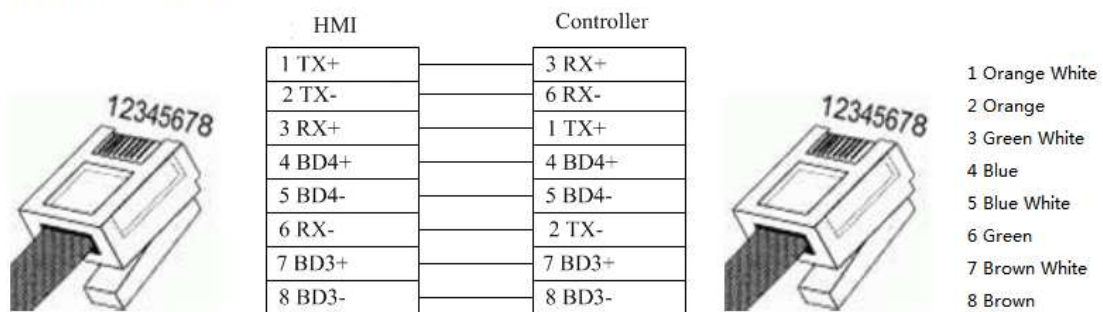 HMI
Controller
1 TX+
3 RX+
2 TX-
6 RX-
3 RX+
1 TX+
4 BD4+
4 BD4+
5 BD4-
5 BD4-
6 RX-
2 TX-
7 BD3+
7 BD3+
8 BD3-
8 BD3-
12345678
12345678
1 Orange White
2 Orange
3 Green White
4 Blue
5 Blue White
6 Green
7 Brown White
8 Brown